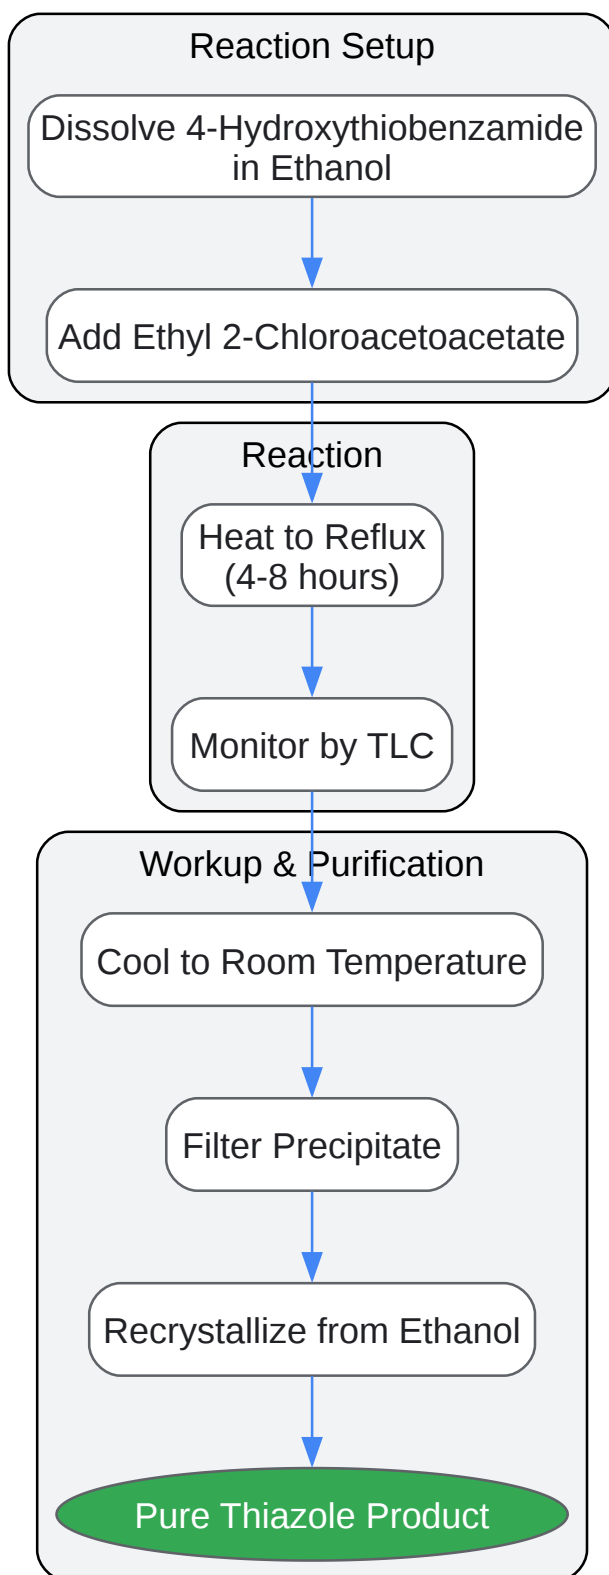 Reaction Setup
Dissolve 4-Hydroxythiobenzamide
in Ethanol
Add Ethyl 2-Chloroacetoacetate
Reaction
Heat to Reflux
(4-8 hours)
Monitor by TLC
Workup & Purification
Cool to Room Temperature
Filter Precipitate
Recrystallize from Ethanol
Pure Thiazole Product